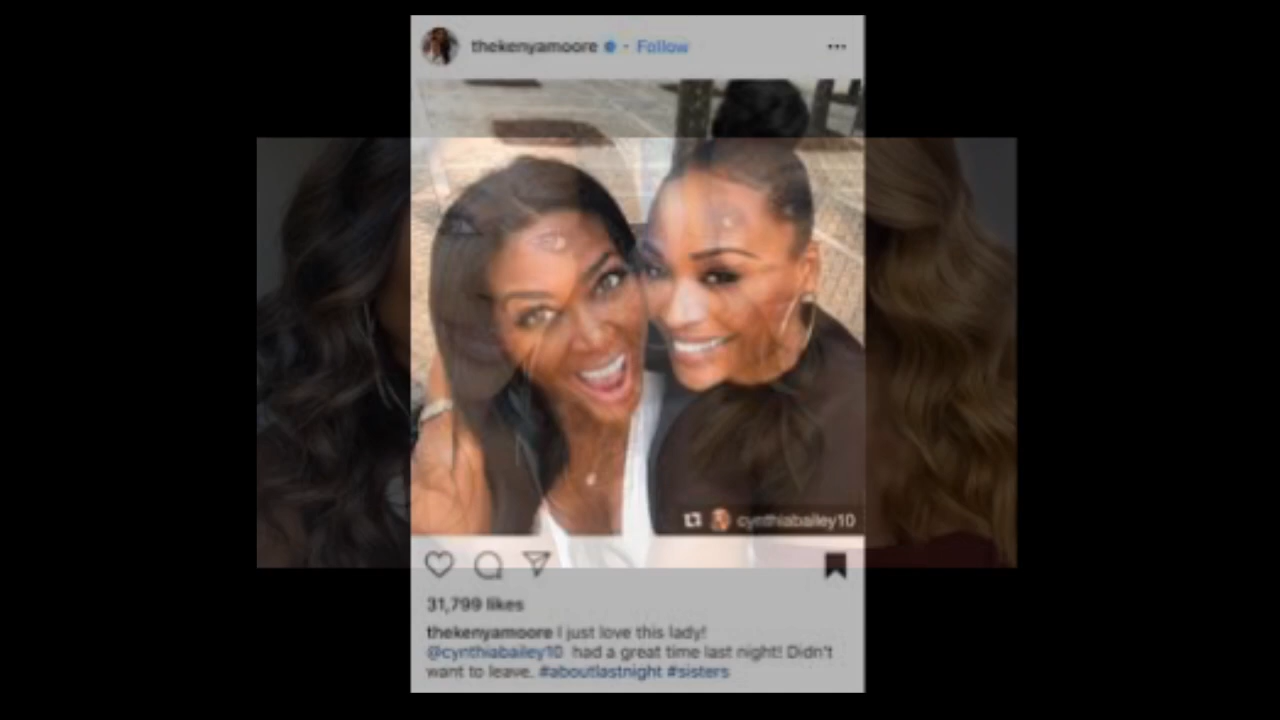 thekenyamoore · Follow
cynthiabailey10
31,799 likes
thekenyamoore I just love this lady!
@cynthiabailey10 had a great time last night! Didn't
want to leave. #aboutlastnight #sisters